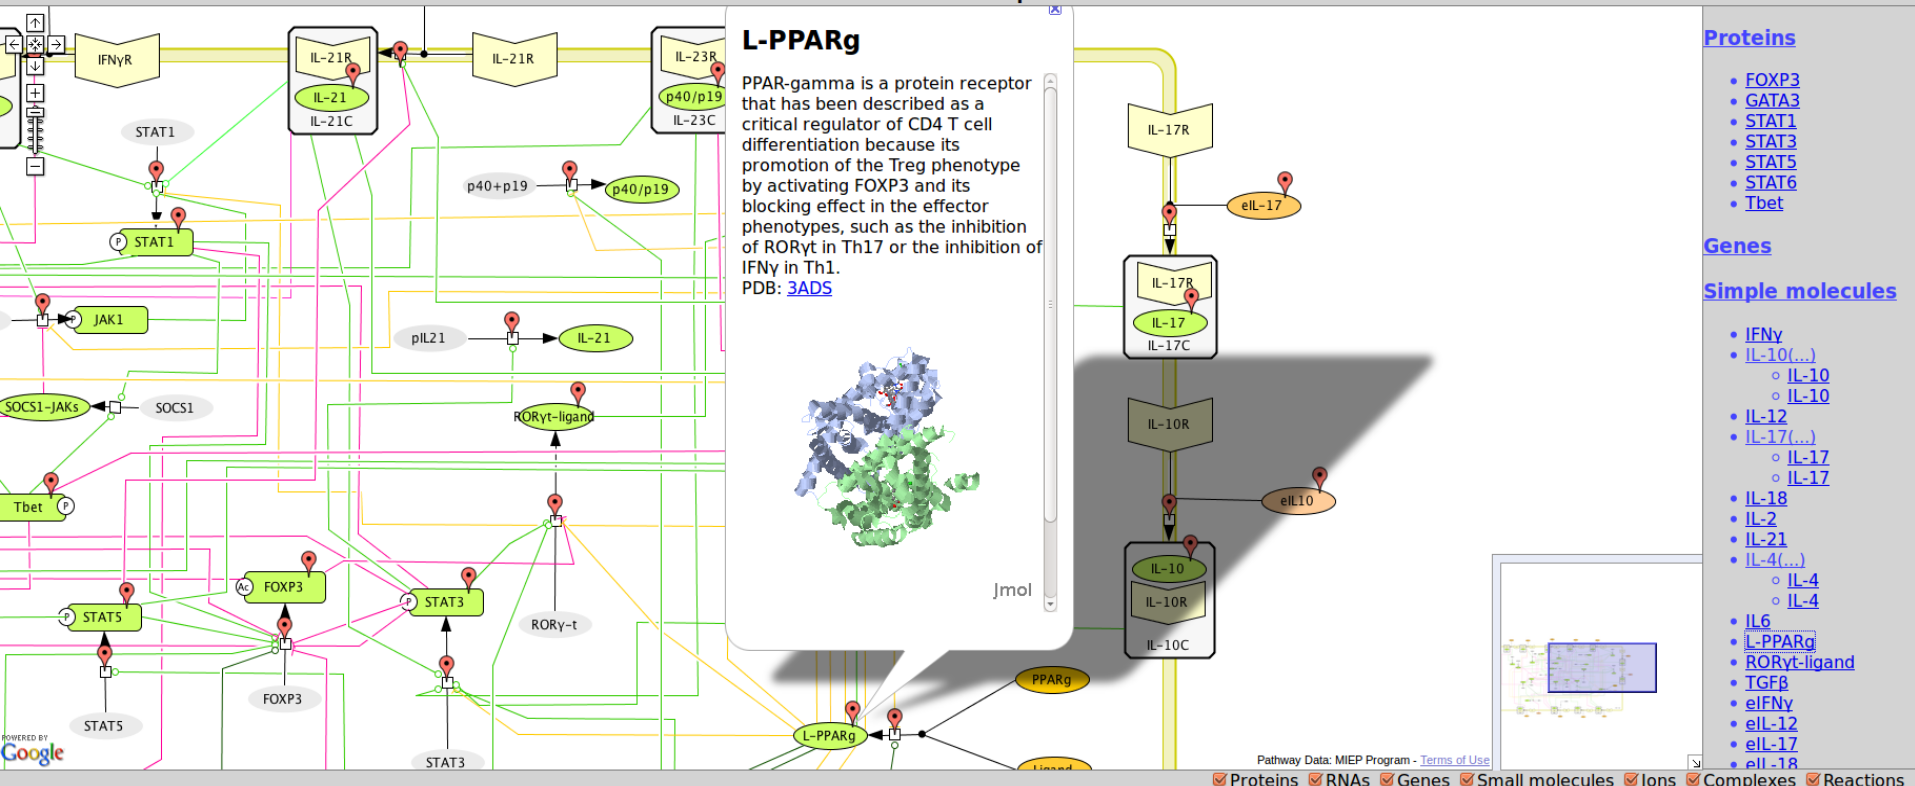 IFNγR
IL-21R
IL-21
IL-21C
IL-21R
IL-23R
p40/p19
IL-23C
STAT1
p40+p19
p40/p19
P
STAT1
P
JAK1
pIL21
IL-21
SOCS1-JAKs
SOCS1
RORγt-ligand
Tbet
P
Ac
FOXP3
P
STAT5
P
STAT3
RORγ-t
FOXP3
STAT5
STAT3
POWERED BY
Google
L-PPARg
PPAR-gamma is a protein receptor
that has been described as a
critical regulator of CD4 T cell
differentiation because its
promotion of the Treg phenotype
by activating FOXP3 and its
blocking effect in the effector
phenotypes, such as the inhibition
of RORγt in Th17 or the inhibition of
IFNγ in Th1.
PDB: 3ADS
Jmol
L-PPARg
PPARg
Ligand
IL-17R
eIL-17
IL-17R
IL-17
IL-17C
IL-10R
eIL10
IL-10
IL-10R
IL-10C
Pathway Data: MIEP Program - Terms of Use
Proteins
FOXP3
GATA3
STAT1
STAT3
STAT5
STAT6
Tbet
Genes
Simple molecules
IFNγ
IL-10(...)
IL-10
IL-10
IL-12
IL-17(...)
IL-17
IL-17
IL-18
IL-2
IL-21
IL-4(...)
IL-4
IL-4
IL6
L-PPARg
RORγt-ligand
TGFβ
eIFNγ
eIL-12
eIL-17
eIL-18
Proteins RNAs Genes Small molecules Ions Complexes Reactions